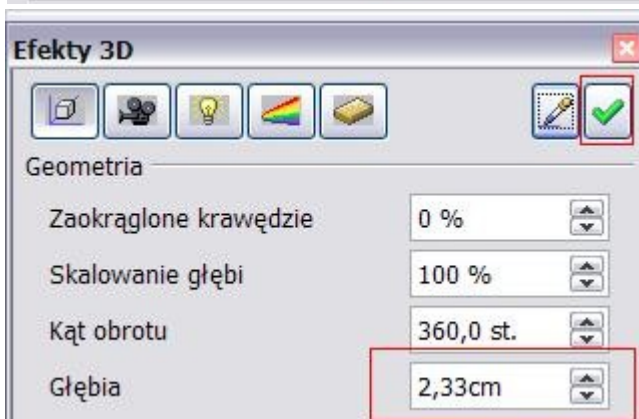 Efekty 3D
Geometria
Zaokrąglone krawędzie 0 %
Skalowanie głębi 100 %
Kąt obrotu 360,0 st.
Głębia 2,33cm